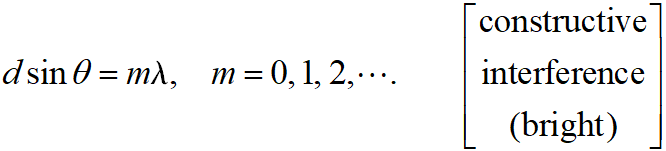 d sin θ = mλ, m = 0, 1, 2, ⋯. [constructive
interference
(bright)]